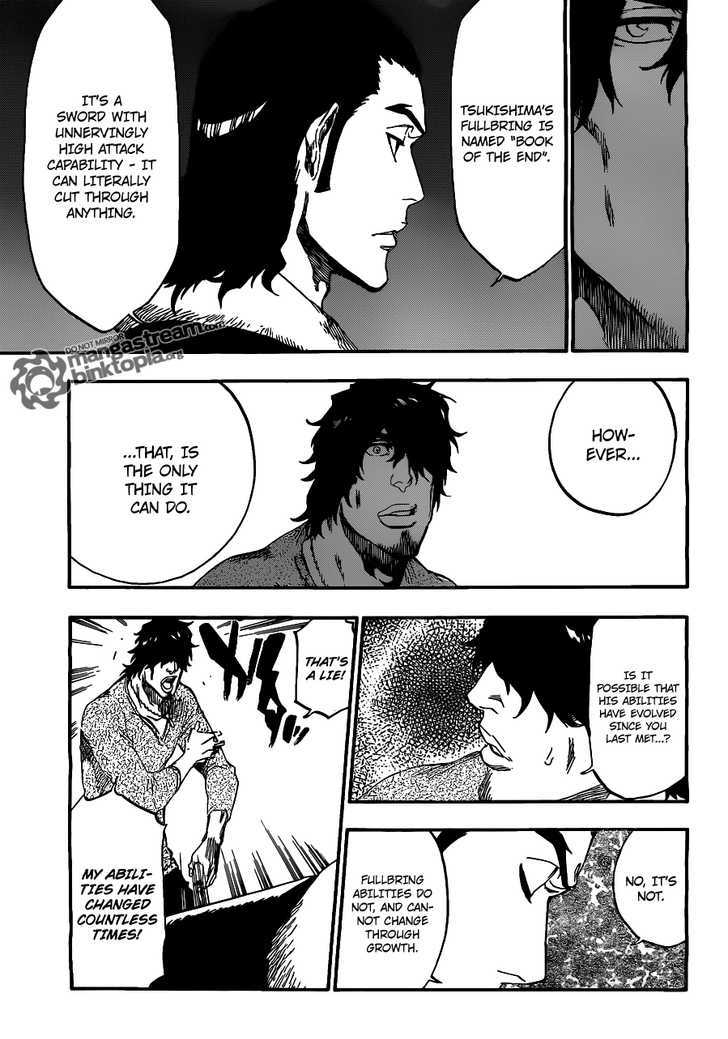 TSUKISHIMA'S
FULLBRING IS
NAMED "BOOK
OF THE END".
IT'S A
SWORD WITH
UNNERVINGLY
HIGH ATTACK
CAPABILITY - IT
CAN LITERALLY
CUT THROUGH
ANYTHING.
DO NOT MIRROR
mangastream.com
binktopia.org
HOW-
EVER...
...THAT, IS
THE ONLY
THING IT
CAN DO.
IS IT
POSSIBLE THAT
HIS ABILITIES
HAVE EVOLVED
SINCE YOU
LAST MET...?
NO, IT'S
NOT.
FULLBRING
ABILITIES DO
NOT, AND CAN-
NOT CHANGE
THROUGH
GROWTH.
THAT'S
A LIE!
MY ABILI-
TIES HAVE
CHANGED
COUNTLESS
TIMES!